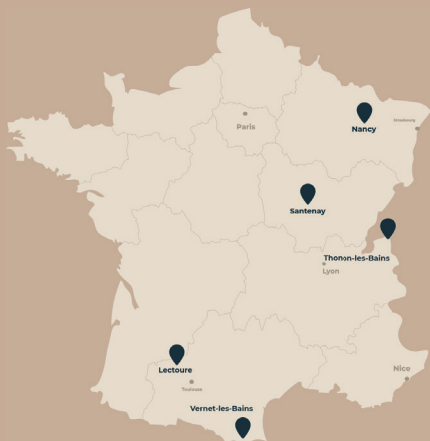 Paris
Strasbourg
Nancy
Santenay
Thonon-les-Bains
Lyon
Lectoure
Nice
Toulouse
Vernet-les-Bains